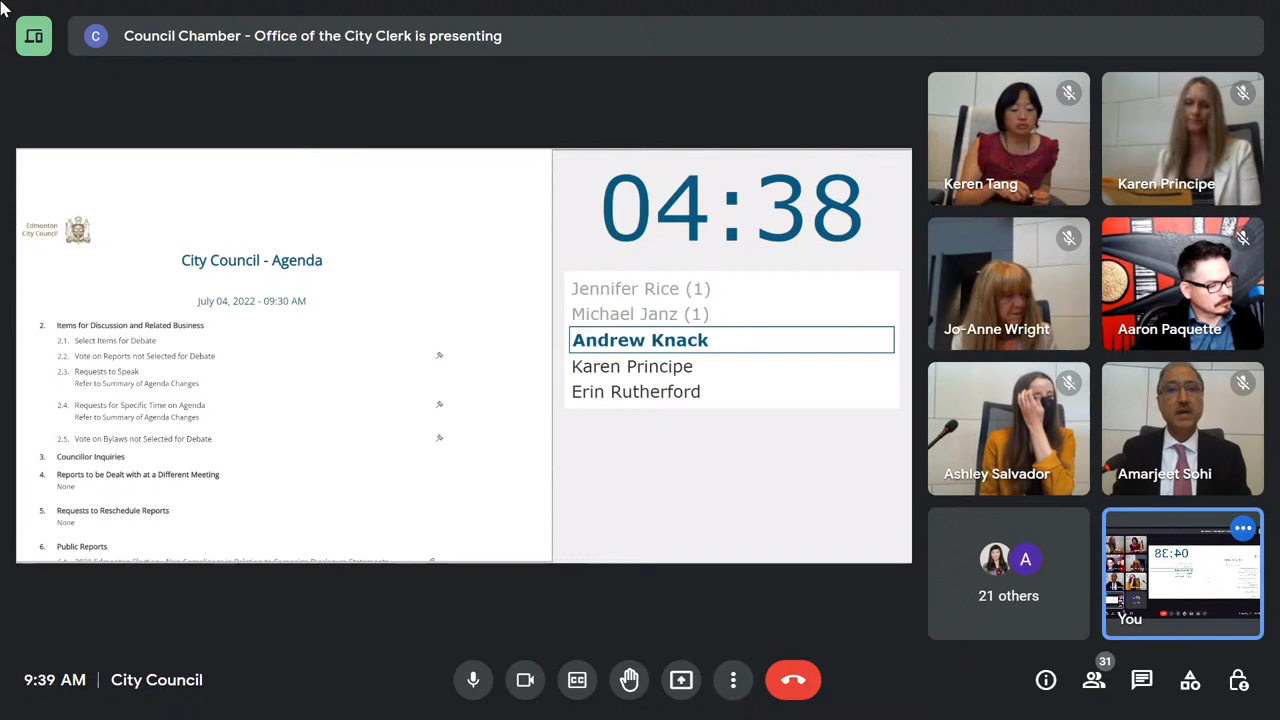 C
Council Chamber - Office of the City Clerk is presenting
Edmonton
City Council
City Council - Agenda
July 04, 2022 - 09:30 AM
2. Items for Discussion and Related Business
2.1. Select Items for Debate
2.2. Vote on Reports not Selected for Debate
2.3. Requests to Speak
Refer to Summary of Agenda Changes
2.4. Requests for Specific Time on Agenda
Refer to Summary of Agenda Changes
2.5. Vote on Bylaws not Selected for Debate
3. Councillor Inquiries
4. Reports to be Dealt with at a Different Meeting
None
5. Requests to Reschedule Reports
None
6. Public Reports
04:38
Jennifer Rice (1)
Michael Janz (1)
Andrew Knack
Karen Principe
Erin Rutherford
Keren Tang
Karen Principe
Jo-Anne Wright
Aaron Paquette
Ashley Salvador
Amarjeet Sohi
A
21 others
04:38
You
9:39 AM | City Council
31